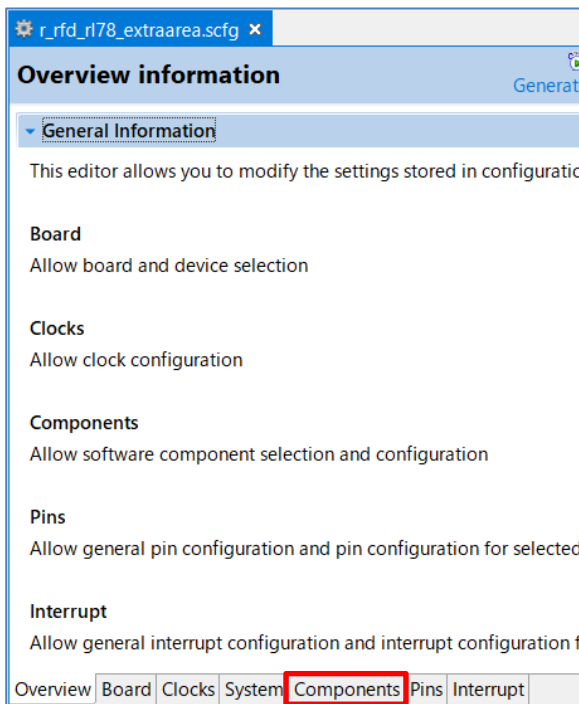 r_rfd_rl78_extraarea.scfg
Overview information
Generat
General Information
This editor allows you to modify the settings stored in configuratio
Board
Allow board and device selection
Clocks
Allow clock configuration
Components
Allow software component selection and configuration
Pins
Allow general pin configuration and pin configuration for selected
Interrupt
Allow general interrupt configuration and interrupt configuration f
Overview Board Clocks System Components Pins Interrupt